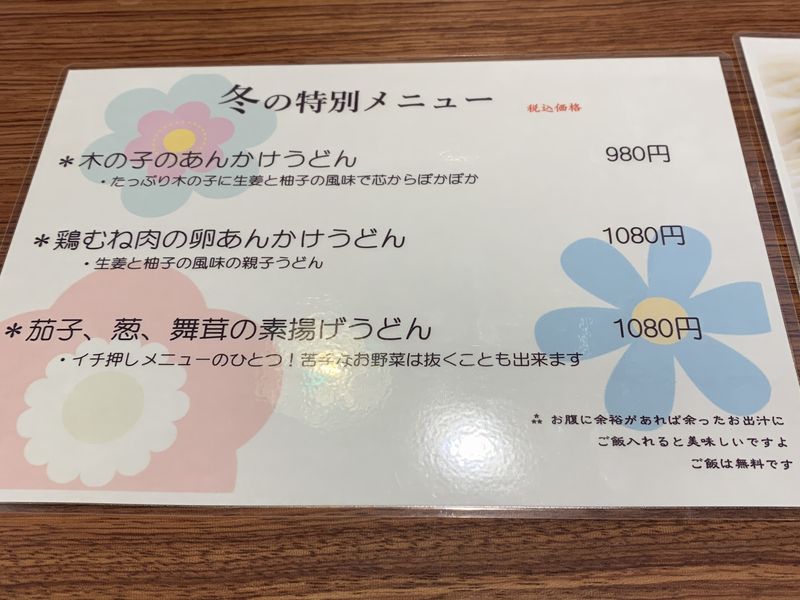 冬の特別メニュー 税込価格
*木の子のあんかけうどん 980円
・たっぷり木の子に生姜と柚子の風味で芯からぽかぽか
*鶏むね肉の卵あんかけうどん 1080円
・生姜と柚子の風味の親子うどん
*茄子、葱、舞茸の素揚げうどん 1080円
・イチ押しメニューのひとつ!苦手なお野菜は抜くことも出来ます
⁂ お腹に余裕があれば余ったお出汁に
ご飯入れると美味しいですよ
ご飯は無料です